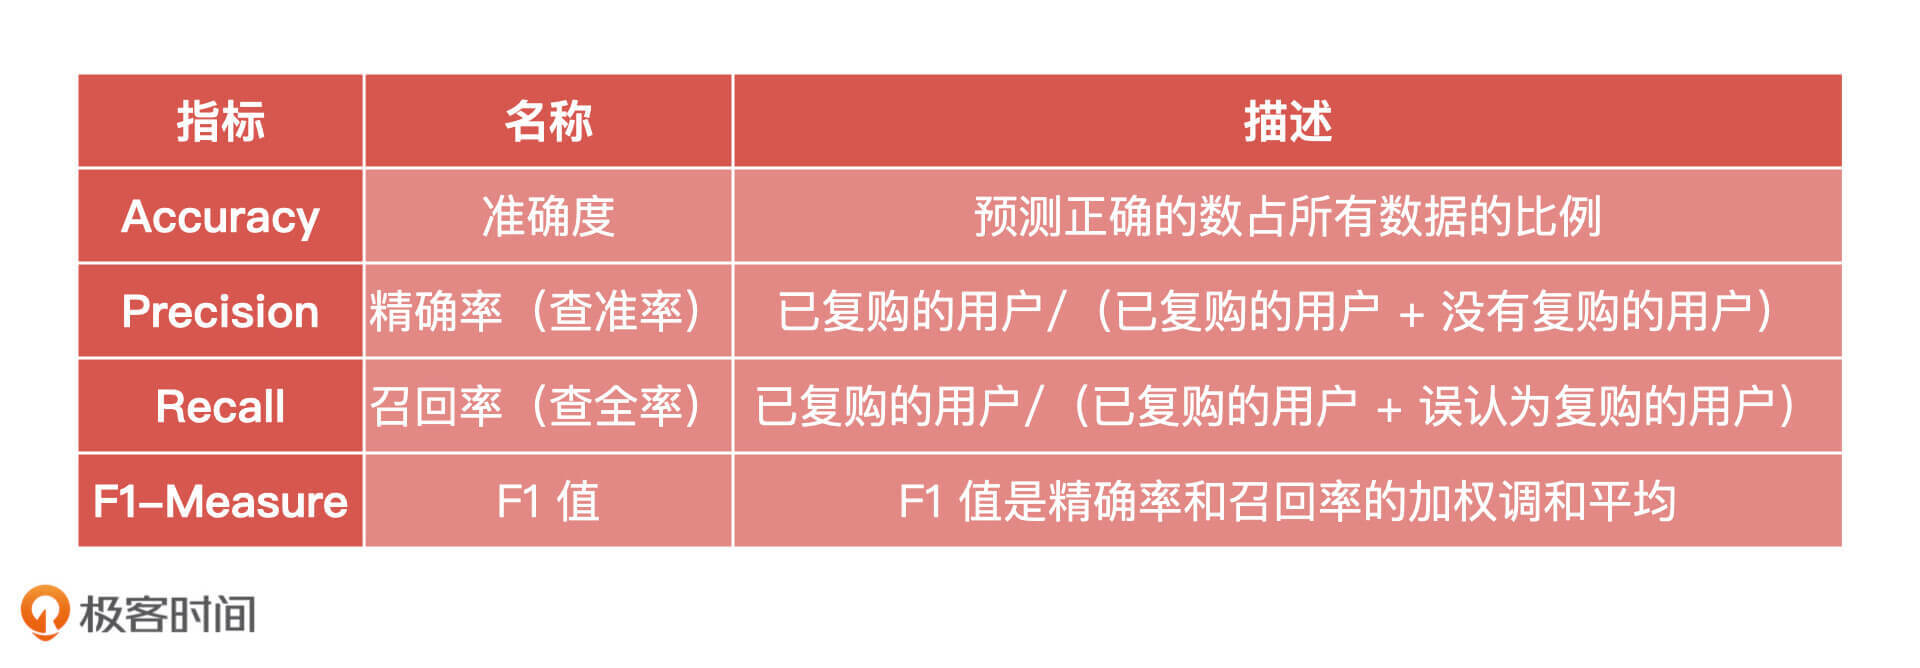 指标 名称 描述
Accuracy 准确度 预测正确的数占所有数据的比例
Precision 精确率（查准率） 已复购的用户/（已复购的用户 + 没有复购的用户）
Recall 召回率（查全率） 已复购的用户/（已复购的用户 + 误认为复购的用户）
F1-Measure F1 值 F1 值是精确率和召回率的加权调和平均
极客时间